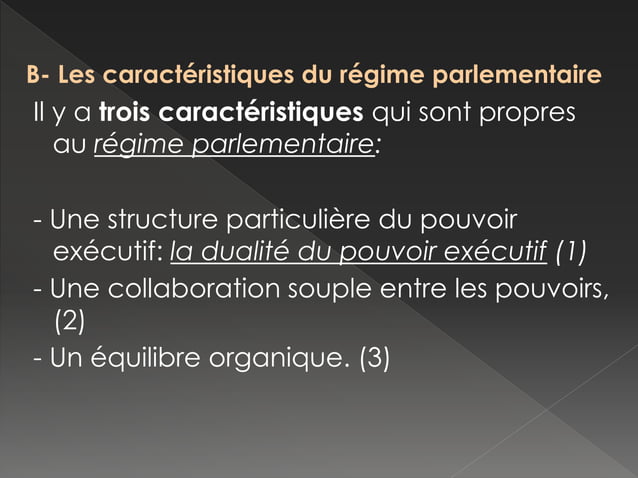 B- Les caractéristiques du régime parlementaire
Il y a trois caractéristiques qui sont propres
au régime parlementaire:
- Une structure particulière du pouvoir
exécutif: la dualité du pouvoir exécutif (1)
- Une collaboration souple entre les pouvoirs,
(2)
- Un équilibre organique. (3)